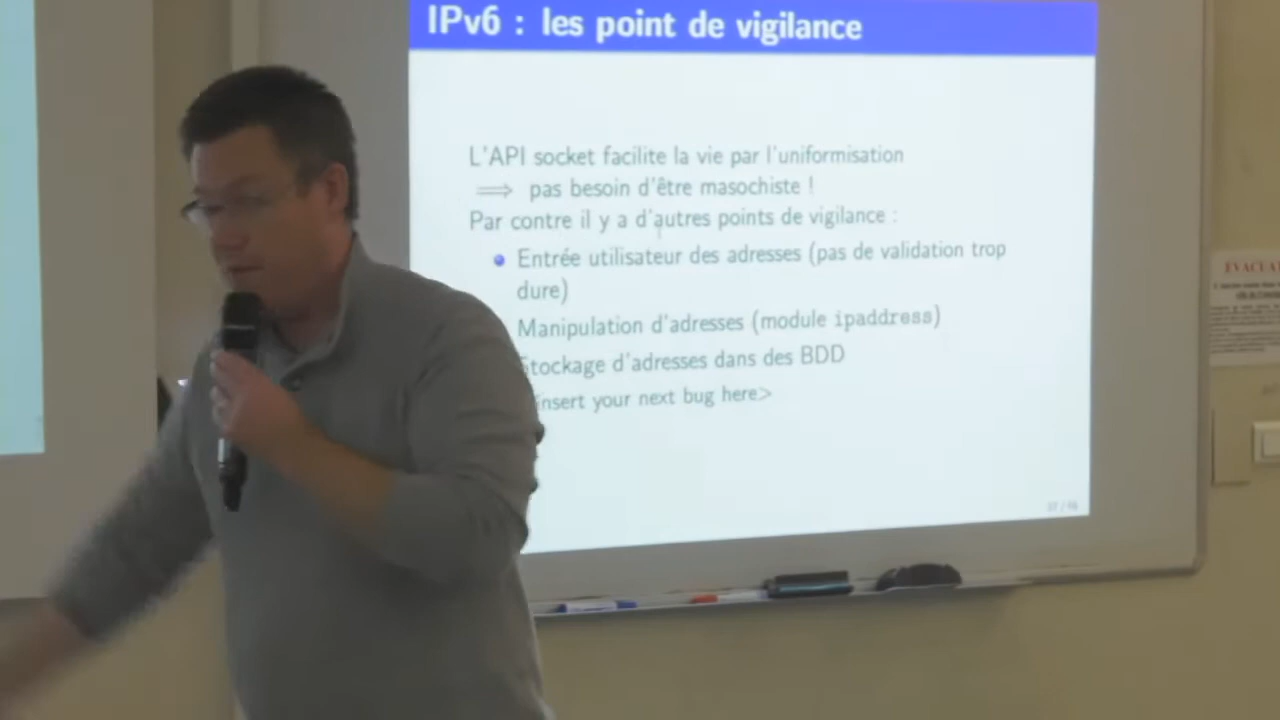 IPv6 : les point de vigilance
L'API socket facilite la vie par l'uniformisation
⟹ pas besoin d'être masochiste !
Par contre il y a d'autres points de vigilance :
Entrée utilisateur des adresses (pas de validation trop
dure)
Manipulation d'adresses (module ipaddress)
Stockage d'adresses dans des BDD
insert your next bug here>